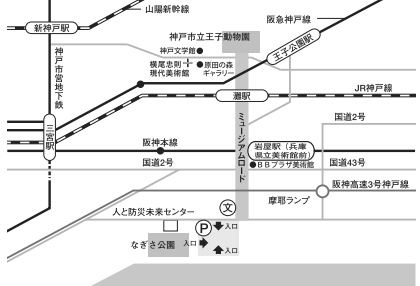 山陽新幹線
阪急神戸線
新神戸駅
神戸市立王子動物園
王子公園駅
神戸文学館
横尾忠則
現代美術館
原田の森
ギャラリー
神戸市営地下鉄
灘駅
JR神戸線
ミュージアムロード
国道2号
三宮駅
阪神本線
岩屋駅（兵庫
県立美術館前）
国道2号
BBプラザ美術館
国道43号
阪神高速3号神戸線
摩耶ランプ
人と防災未来センター
文
P
入口
なぎさ公園
入口
入口